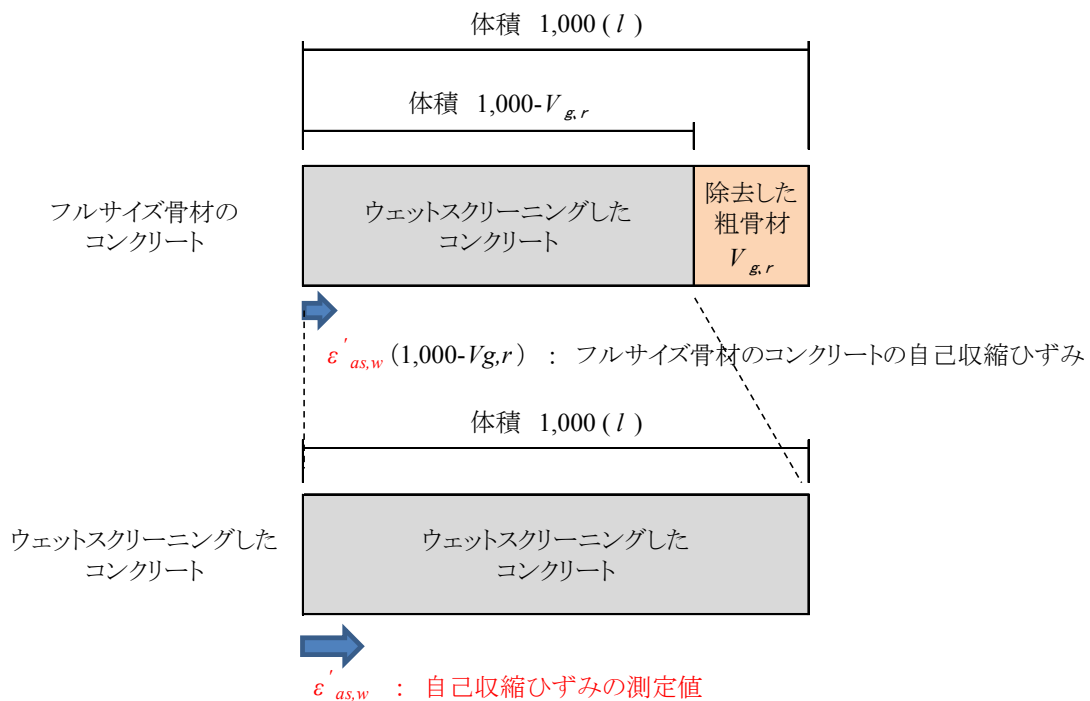 体積 1,000 ( l )
体積 1,000-V g,r
フルサイズ骨材の
コンクリート
ウェットスクリーニングした
コンクリート
除去した
粗骨材
V g,r
ε' as,w (1,000-Vg,r) : フルサイズ骨材のコンクリートの自己収縮ひずみ
体積 1,000 ( l )
ウェットスクリーニングした
コンクリート
ウェットスクリーニングした
コンクリート
ε' as,w : 自己収縮ひずみの測定値